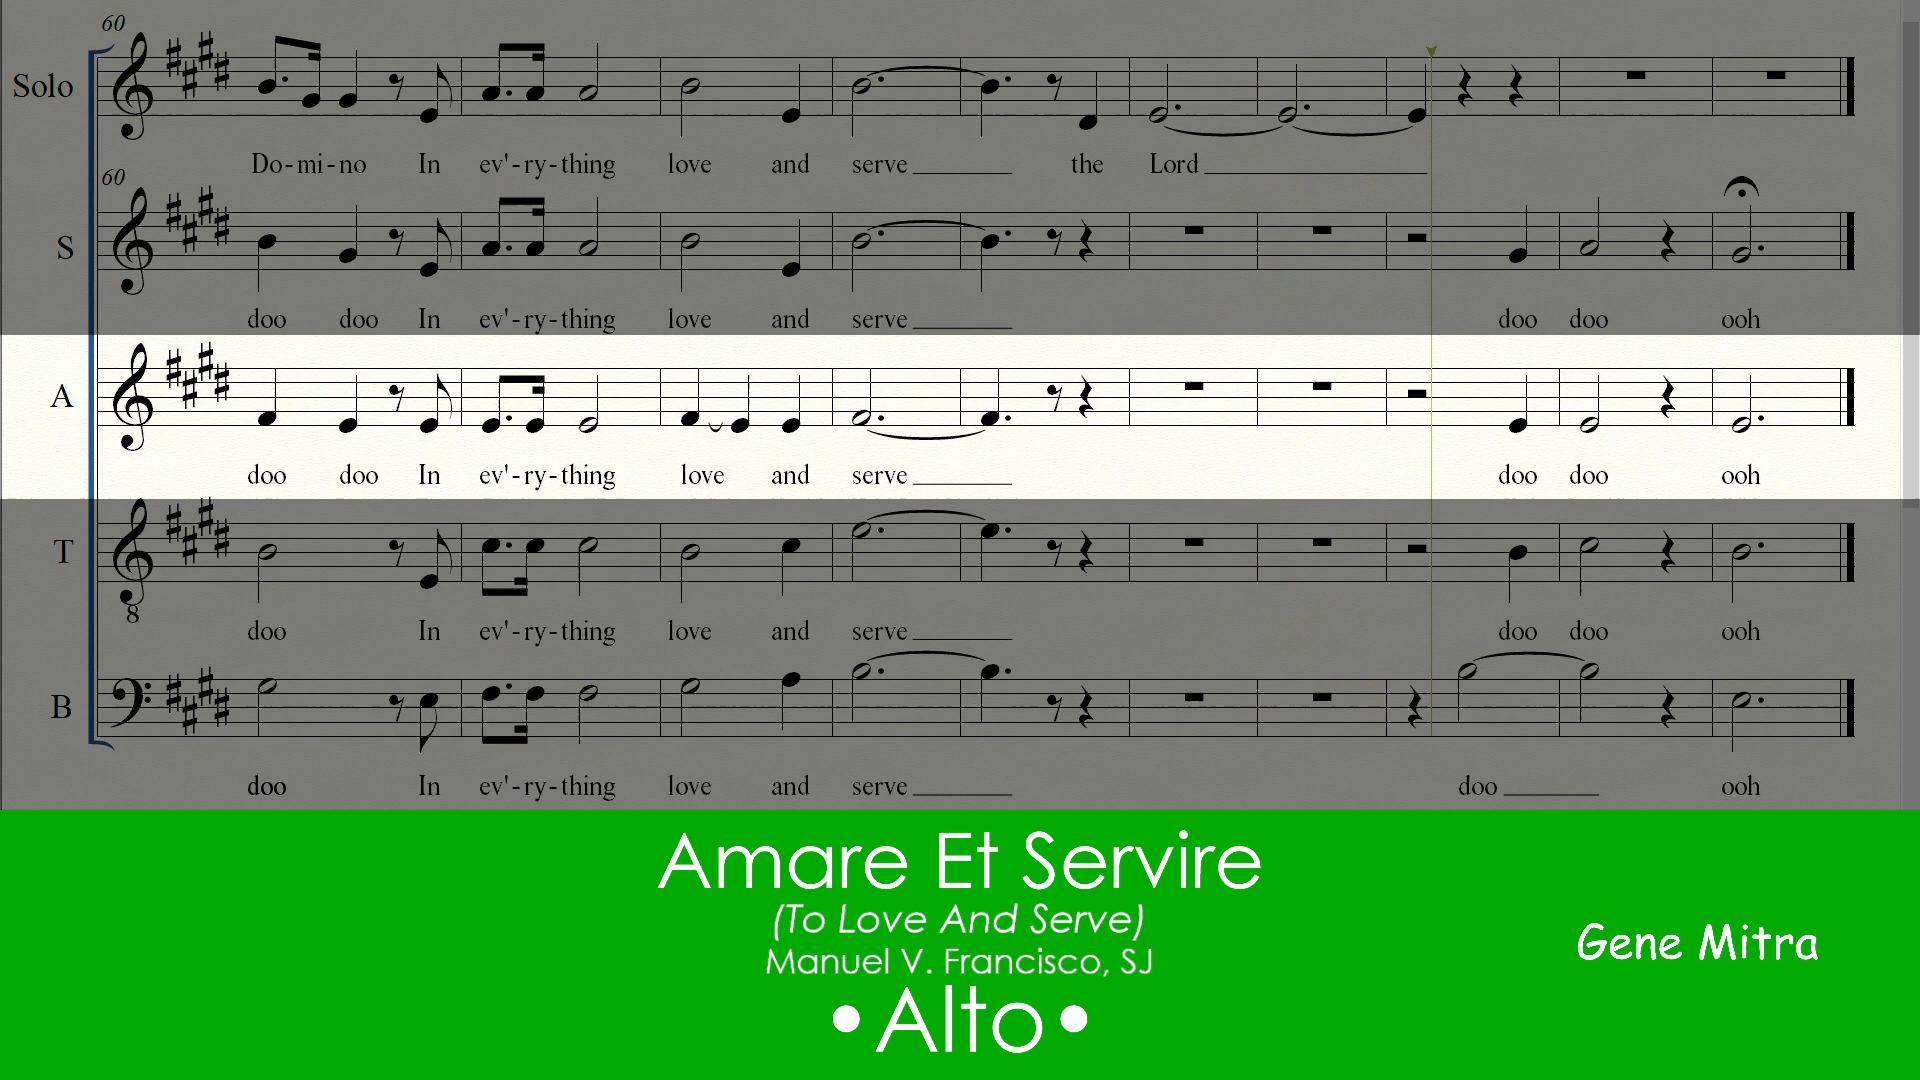 60
Solo
Do-mi-no In ev'-ry-thing love and serve the Lord
60
S
doo doo In ev'-ry-thing love and serve doo doo ooh
A
doo doo In ev'-ry-thing love and serve doo doo ooh
T
8
doo In ev'-ry-thing love and serve doo doo ooh
B
doo In ev'-ry-thing love and serve doo ooh
Amare Et Servire
(To Love And Serve)
Manuel V. Francisco, SJ
•Alto•
Gene Mitra